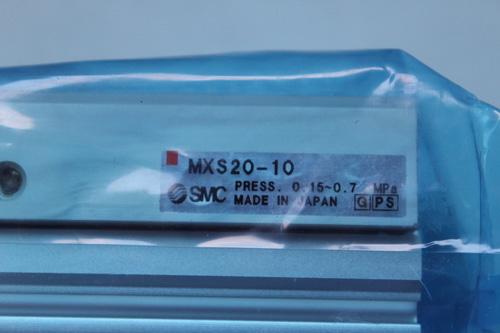 MXS20-10
SMC PRESS. 0.15~0.7 MPa
MADE IN JAPAN GPS